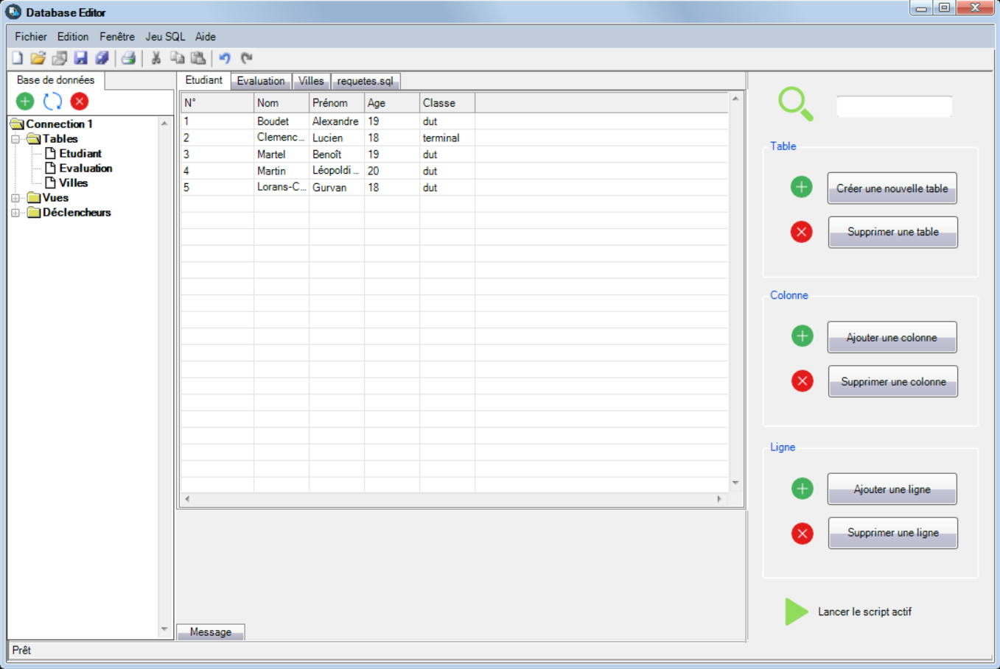 Database Editor
Fichier Edition Fenêtre Jeu SQL Aide
Base de données
Connection 1
Tables
Etudiant
Evaluation
Villes
Vues
Déclencheurs
Etudiant Evaluation Villes requetes.sql
N° Nom Prénom Age Classe
1 Boudet Alexandre 19 dut
2 Clemenc... Lucien 18 terminal
3 Martel Benoît 19 dut
4 Martin Léopoldi... 20 dut
5 Lorans-C... Gurvan 18 dut
Message
Table
Créer une nouvelle table
Supprimer une table
Colonne
Ajouter une colonne
Supprimer une colonne
Ligne
Ajouter une ligne
Supprimer une ligne
Lancer le script actif
Prêt